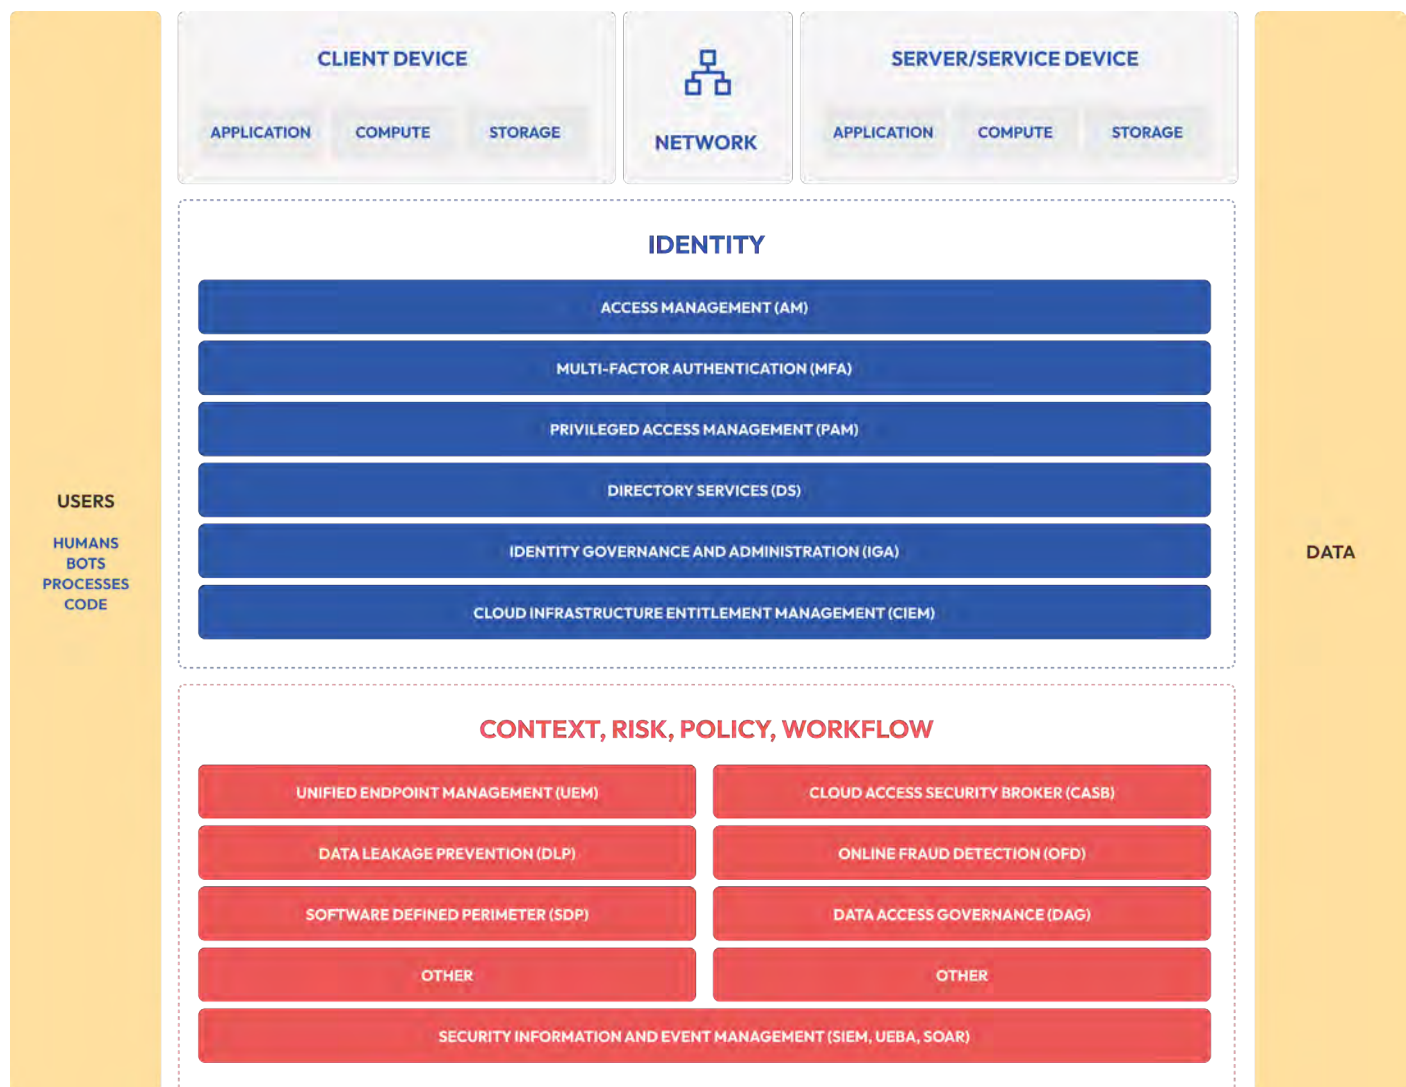 CLIENT DEVICE
APPLICATION
COMPUTE
STORAGE
NETWORK
SERVER/SERVICE DEVICE
APPLICATION
COMPUTE
STORAGE
USERS
HUMANS
BOTS
PROCESSES
CODE
IDENTITY
ACCESS MANAGEMENT (AM)
MULTI-FACTOR AUTHENTICATION (MFA)
PRIVILEGED ACCESS MANAGEMENT (PAM)
DIRECTORY SERVICES (DS)
IDENTITY GOVERNANCE AND ADMINISTRATION (IGA)
CLOUD INFRASTRUCTURE ENTITLEMENT MANAGEMENT (CIEM)
CONTEXT, RISK, POLICY, WORKFLOW
UNIFIED ENDPOINT MANAGEMENT (UEM)
CLOUD ACCESS SECURITY BROKER (CASB)
DATA LEAKAGE PREVENTION (DLP)
ONLINE FRAUD DETECTION (OFD)
SOFTWARE DEFINED PERIMETER (SDP)
DATA ACCESS GOVERNANCE (DAG)
OTHER
OTHER
SECURITY INFORMATION AND EVENT MANAGEMENT (SIEM, UEBA, SOAR)
DATA